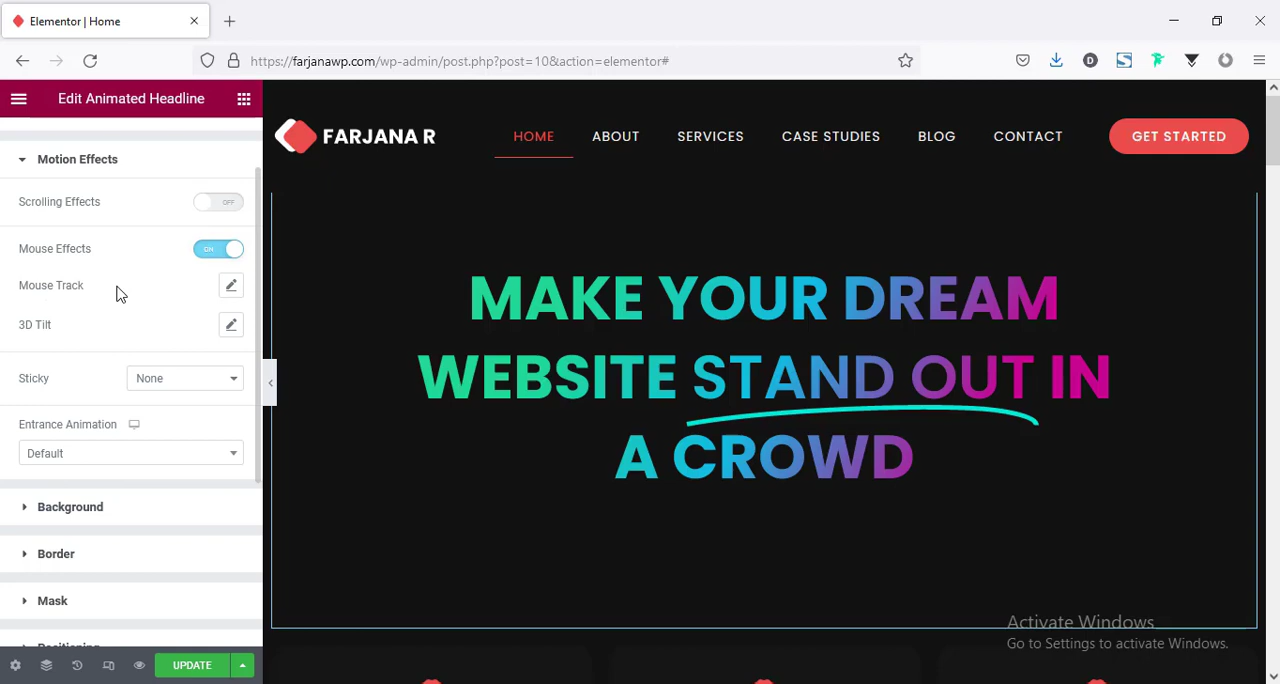 Elementor | Home
https://farjanawp.com/wp-admin/post.php?post=10&action=elementor#
D
S
Edit Animated Headline
Motion Effects
Scrolling Effects
OFF
Mouse Effects
ON
Mouse Track
3D Tilt
Sticky
None
Entrance Animation
Default
Background
Border
Mask
Positioning
UPDATE
FARJANA R
HOME
ABOUT
SERVICES
CASE STUDIES
BLOG
CONTACT
GET STARTED
MAKE YOUR DREAM
WEBSITE STAND OUT IN
A CROWD
Activate Windows
Go to Settings to activate Windows.